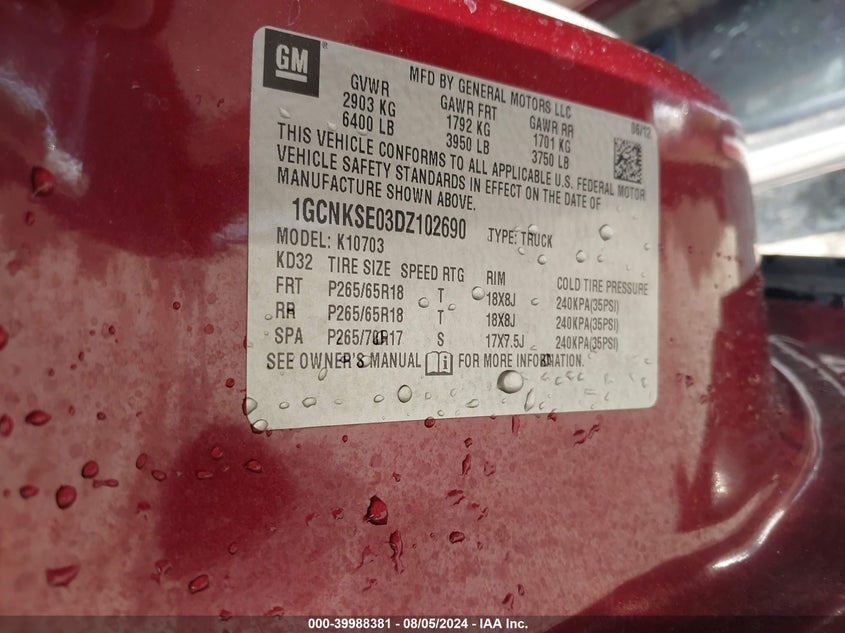 GM
MFD BY GENERAL MOTORS LLC
GVWR GAWR FRT GAWR RR 06/12
2903 KG 1792 KG 1701 KG
6400 LB 3950 LB 3750 LB
THIS VEHICLE CONFORMS TO ALL APPLICABLE U.S. FEDERAL MOTOR
VEHICLE SAFETY STANDARDS IN EFFECT ON THE DATE OF
MANUFACTURE SHOWN ABOVE.
1GCNKSE03DZ102690 TYPE: TRUCK
MODEL: K10703
KD32 TIRE SIZE SPEED RTG RIM COLD TIRE PRESSURE
FRT P265/65R18 T 18X8J 240KPA(35PSI)
RR P265/65R18 T 18X8J 240KPA(35PSI)
SPA P265/70R17 S 17X7.5J 240KPA(35PSI)
SEE OWNER'S MANUAL FOR MORE INFORMATION.
000-39988381 - 08/05/2024 - IAA Inc.